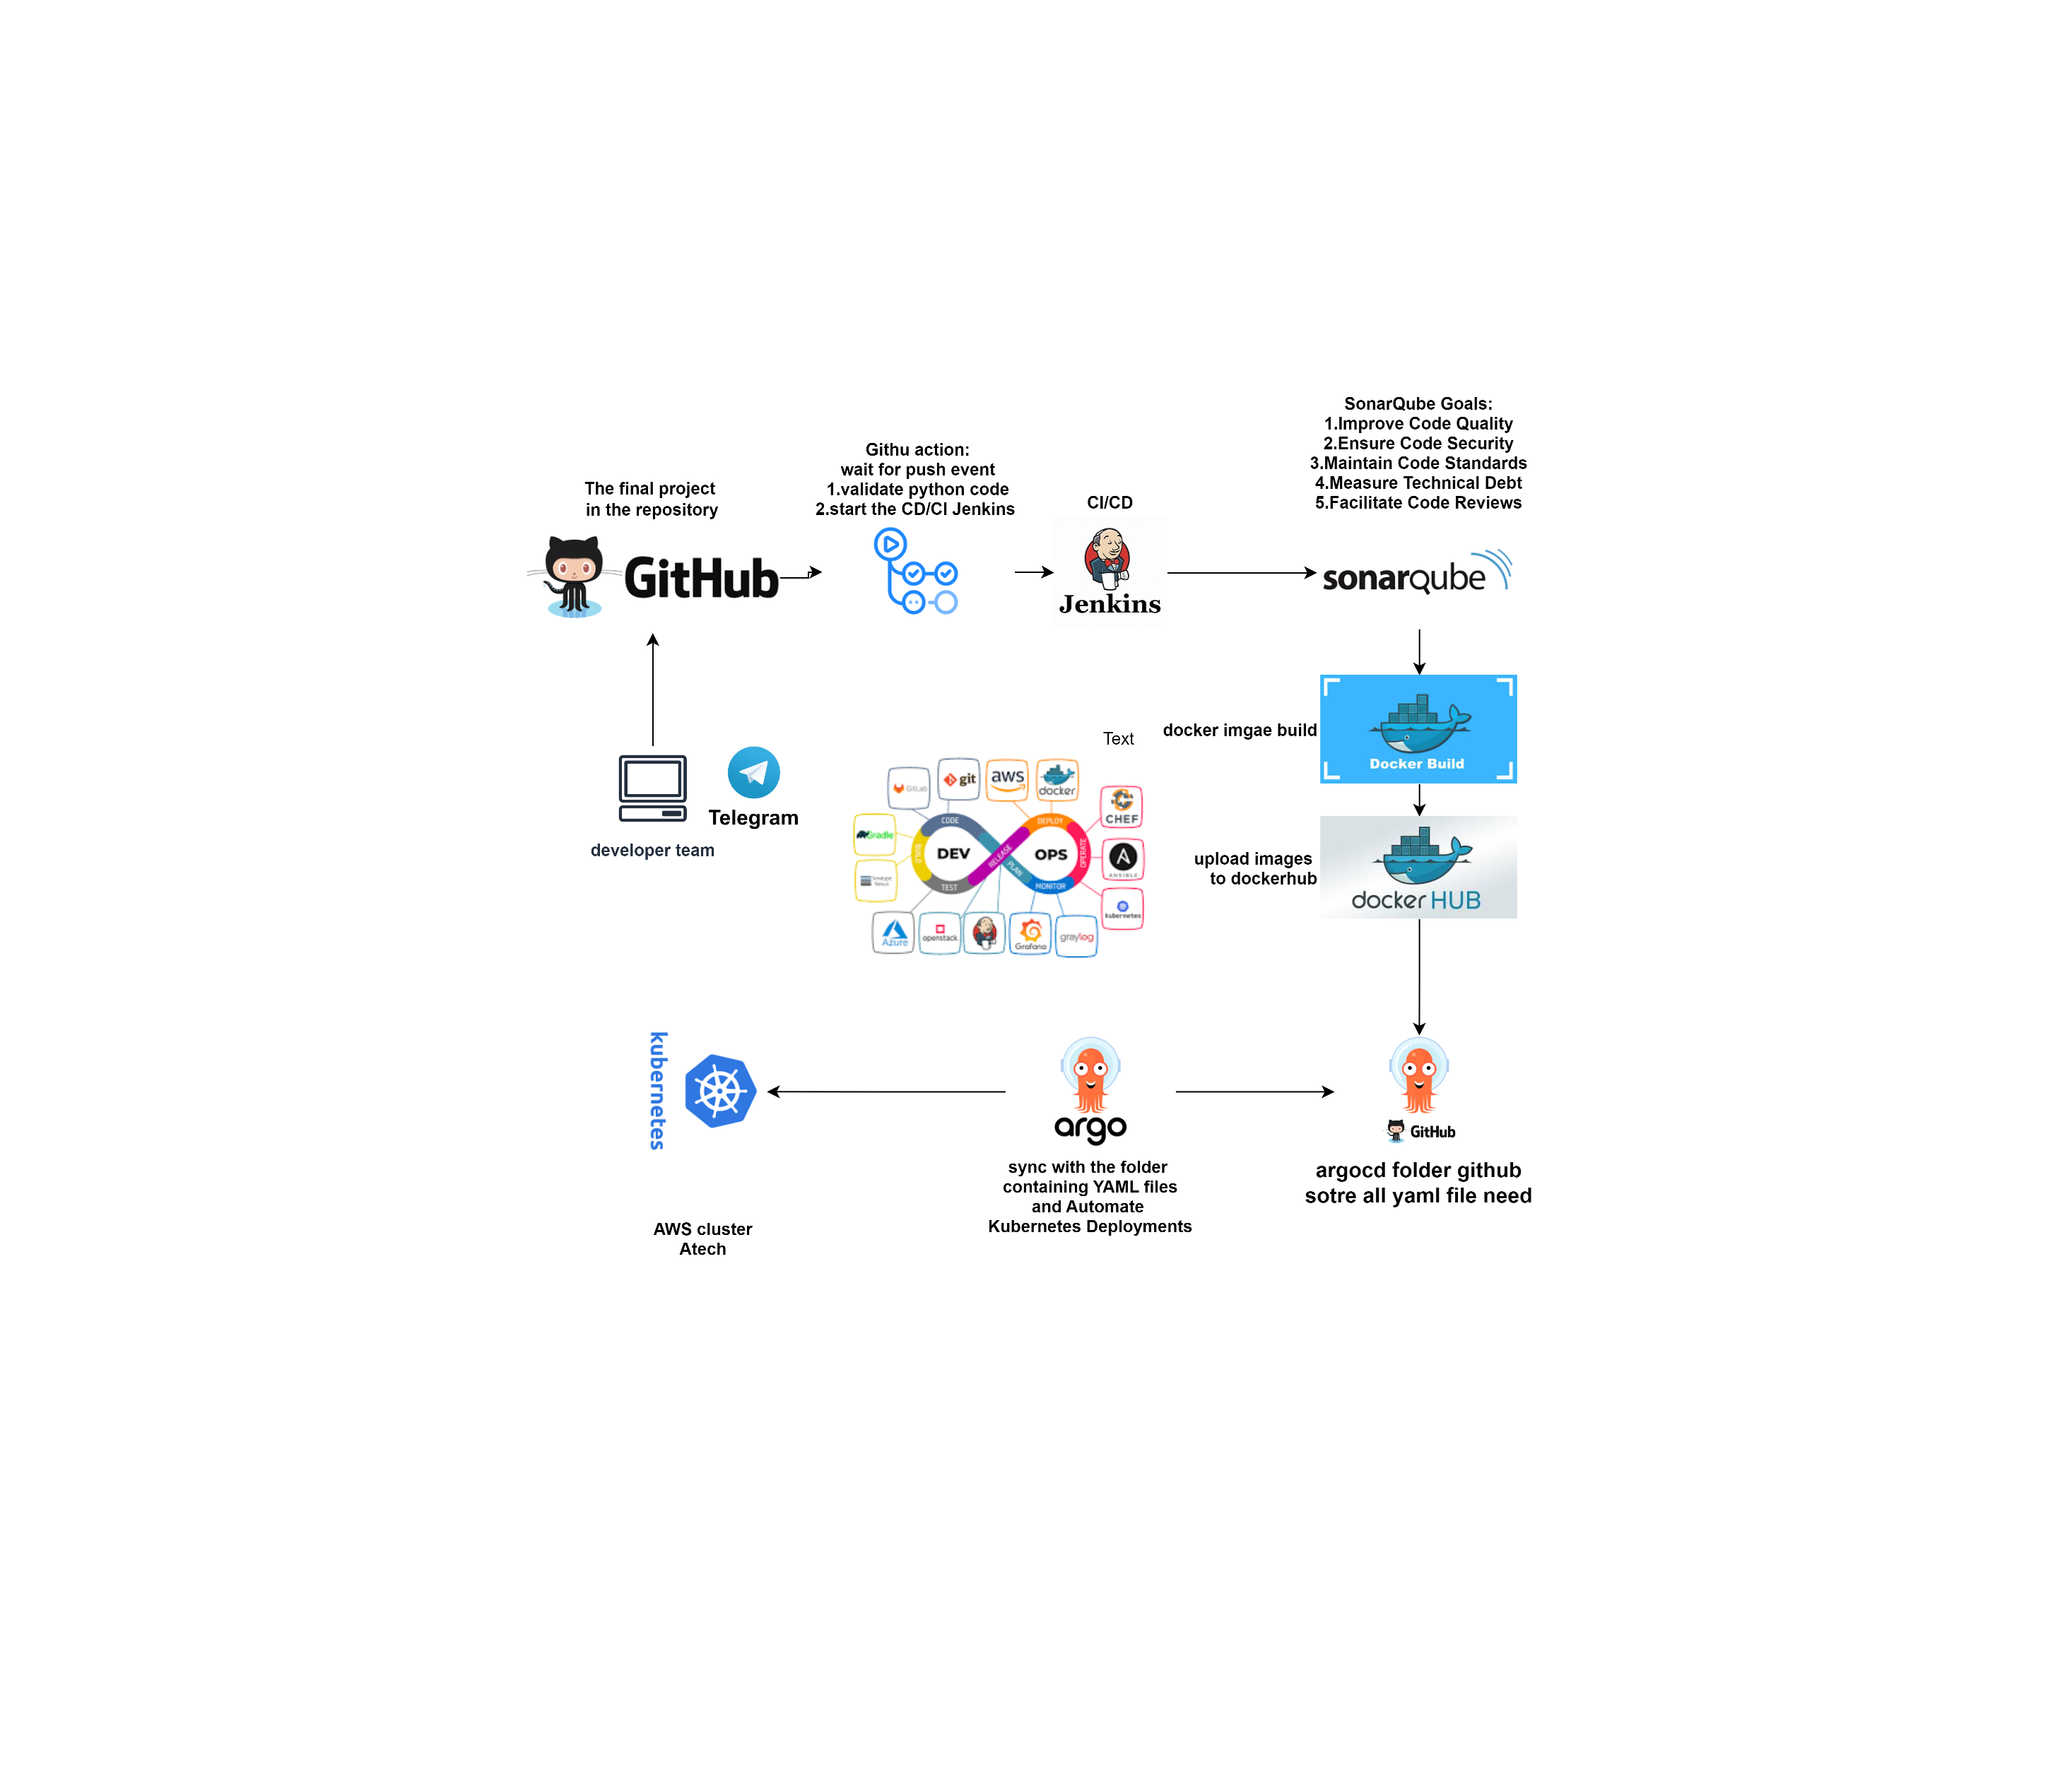 SonarQube Goals:
1.Improve Code Quality
2.Ensure Code Security
3.Maintain Code Standards
4.Measure Technical Debt
5.Facilitate Code Reviews
Githu action:
wait for push event
1.validate python code
2.start the CD/CI Jenkins
The final project
in the repository
CI/CD
GitHub
Jenkins
sonarqube
Text
docker imgae build
Docker Build
Telegram
developer team
GitLab
git
aws
docker
CHEF
Gradle
CODE
DEPLOY
BUILD
DEV
RELEASE
PLAN
OPS
OPERATE
ANSIBLE
TEST
MONITOR
kubernetes
Azure
openstack.
Grafana
graylog
upload images
to dockerhub
docker HUB
kubernetes
argo
GitHub
sync with the folder
containing YAML files
and Automate
Kubernetes Deployments
argocd folder github
sotre all yaml file need
AWS cluster
Atech